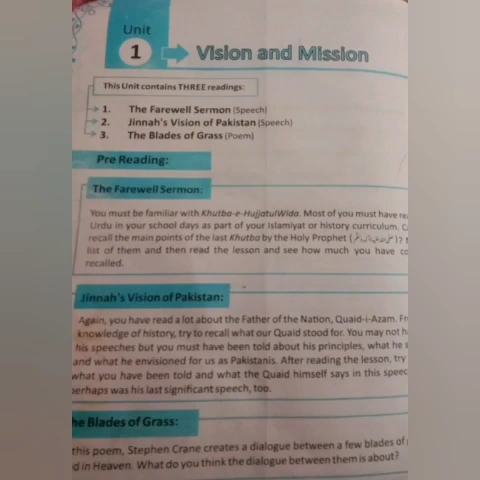 Unit
1
Vision and Mission
This Unit contains THREE readings:
1. The Farewell Sermon (Speech)
2. Jinnah's Vision of Pakistan (Speech)
3. The Blades of Grass (Poem)
Pre Reading:
The Farewell Sermon:
You must be familiar with Khutba-e-HujjatulWida. Most of you must have
Urdu in your school days as part of your Islamiyat or history curriculum.
recall the main points of the last Khutba by the Holy Prophet ( )?
list of them and then read the lesson and see how much you have
recalled.
Jinnah's Vision of Pakistan:
Again, you have read a lot about the Father of the Nation, Quaid-i-Azam.
knowledge of history, try to recall what our Quaid stood for. You may not
his speeches but you must have been told about his principles, what he
and what he envisioned for us as Pakistanis. After reading the lesson, try
what you have been told and what the Quaid himself says in this
erhaps was his last significant speech, too.
he Blades of Grass:
this poem, Stephen Crane creates a dialogue between a few blades of
d in Heaven. What do you think the dialogue between them is about?